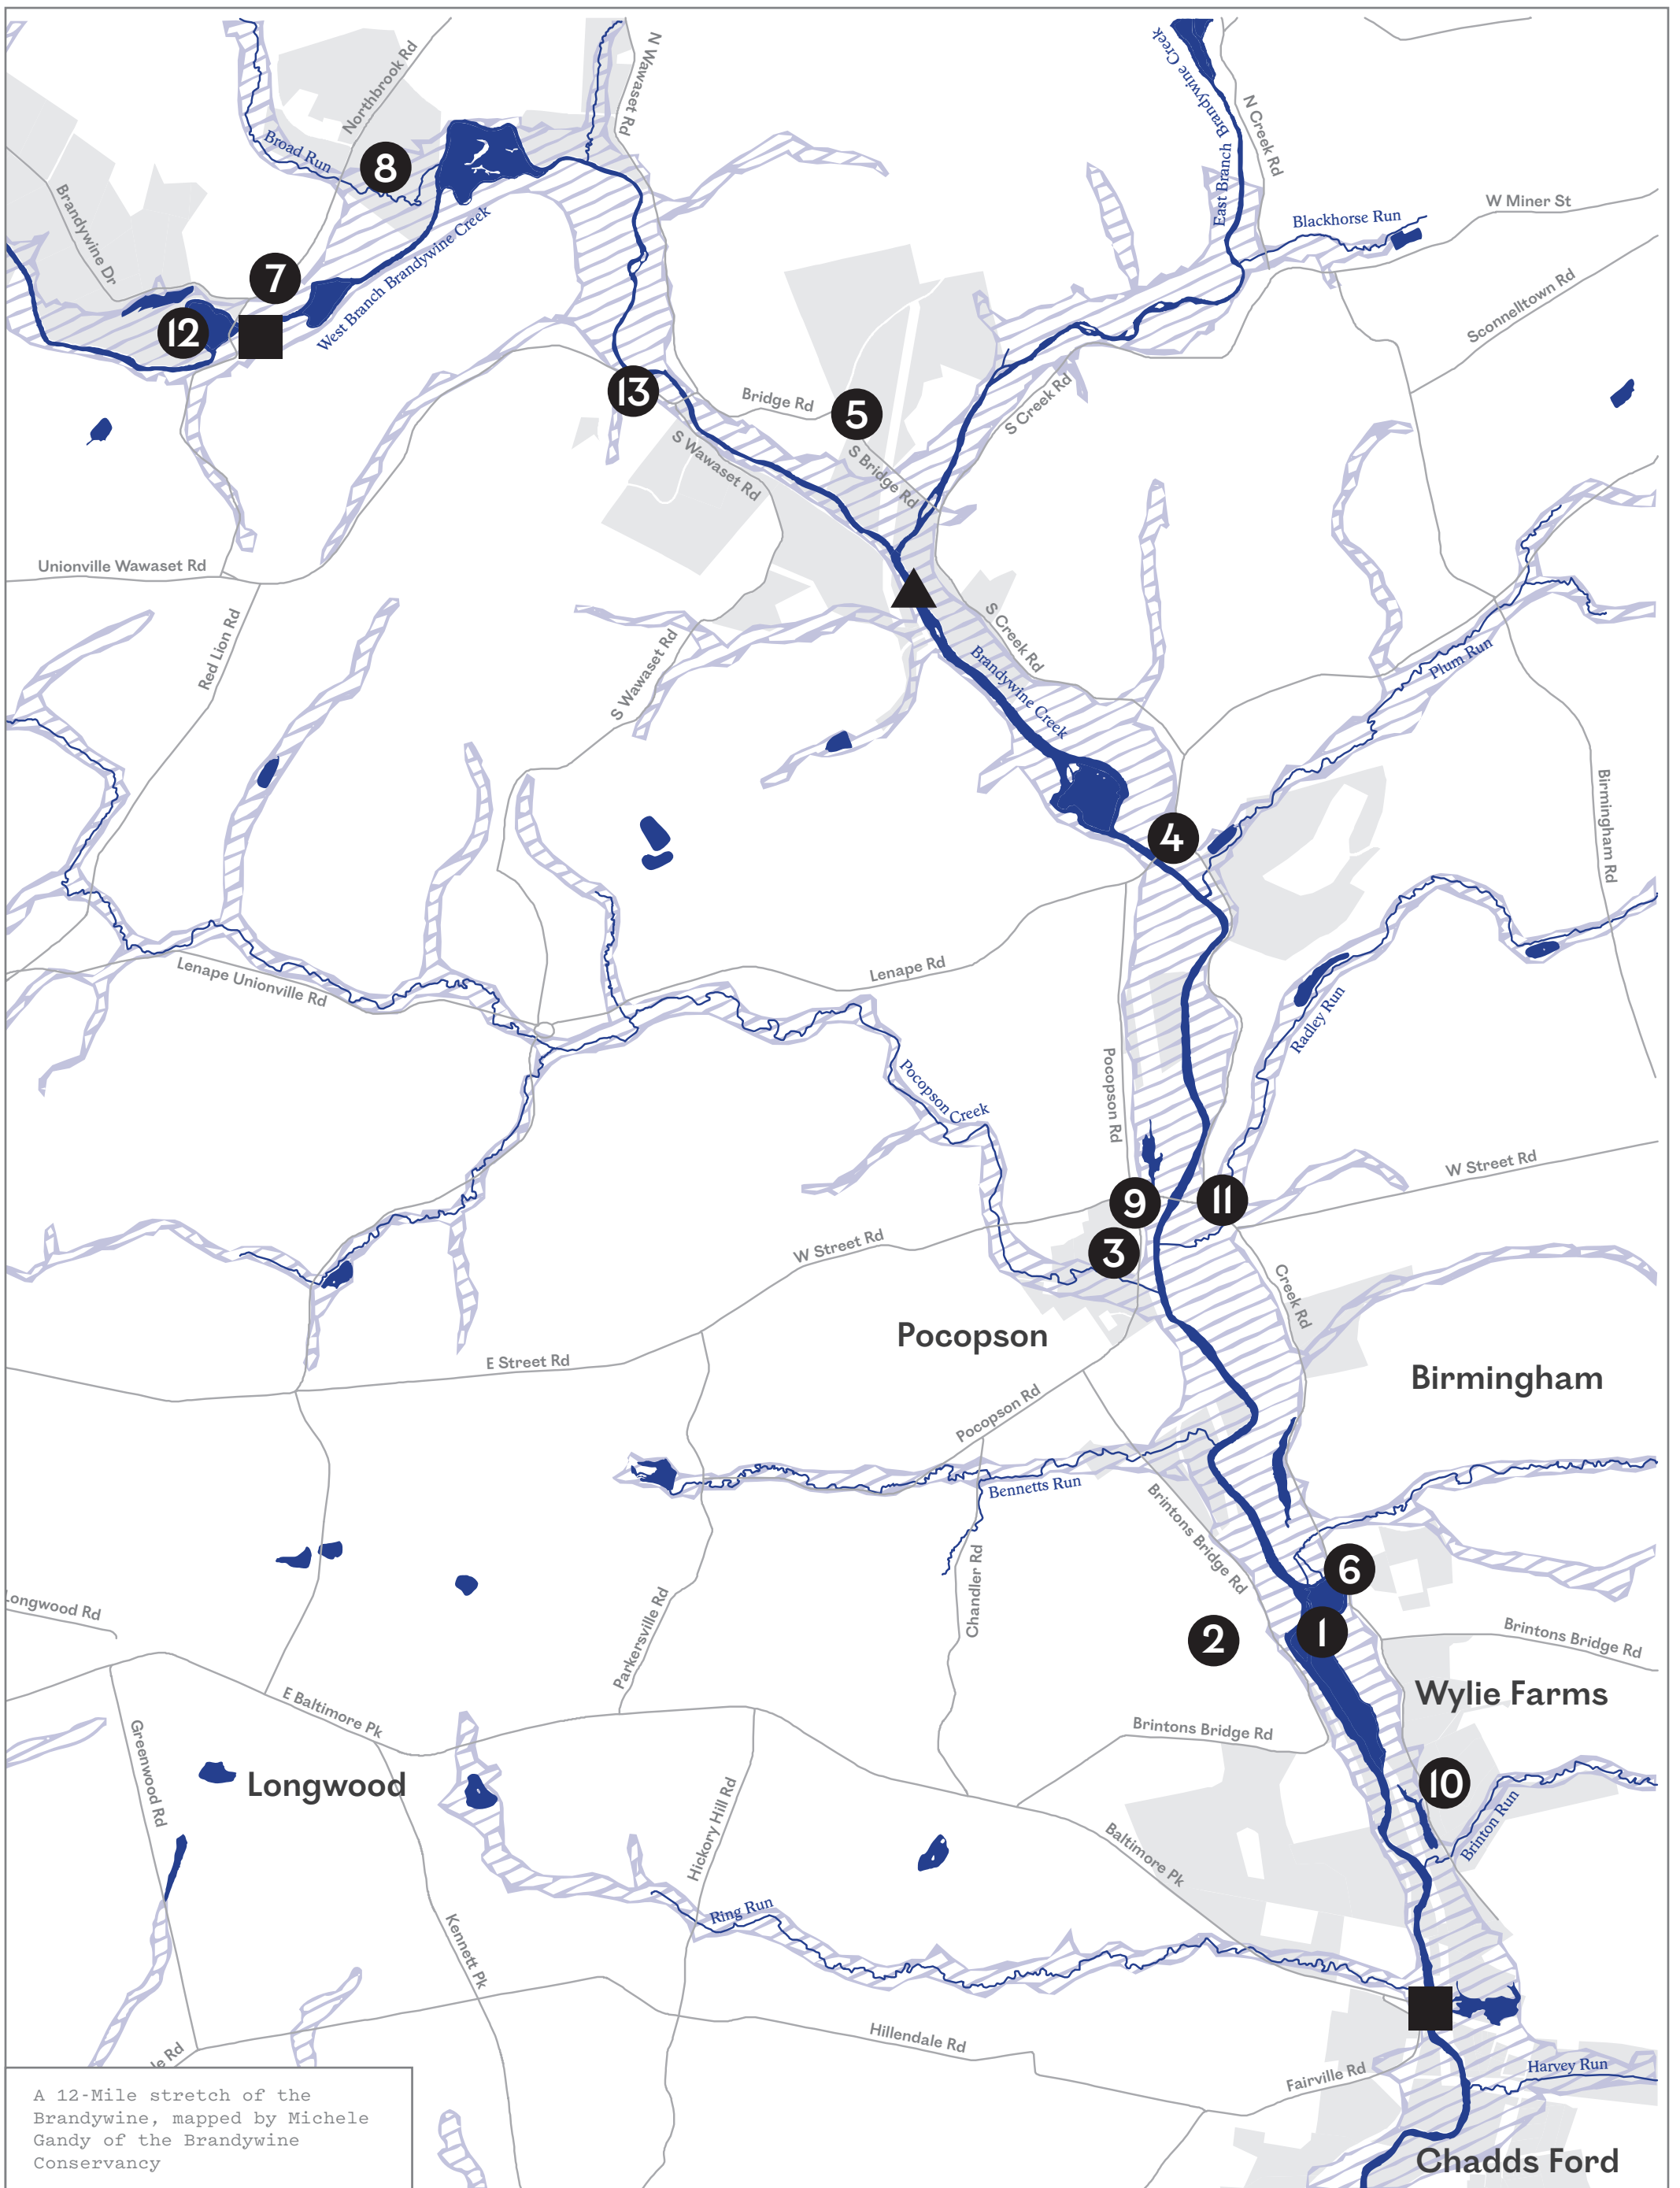 N Wawaset Rd
East Branch Brandywine Creek
Northbrook Rd
N Creek Rd
Broad Run
8
W Miner St
Brandywine Dr
Blackhorse Run
West Branch Brandywine Creek
7
Sconnelltown Rd
12
13
Bridge Rd
5
S Creek Rd
S Wawaset Rd
S Bridge Rd
Unionville Wawaset Rd
Red Lion Rd
S Creek Rd
S Wawaset Rd
Plum Run
Brandywine Creek
Birmingham Rd
4
Lenape Rd
Lenape Unionville Rd
Radley Run
Pocopson Creek
Pocopson Rd
W Street Rd
9
11
W Street Rd
3
Creek Rd
Pocopson
E Street Rd
Birmingham
Pocopson Rd
Bennetts Run
Brintons Bridge Rd
6
Longwood Rd
Chandler Rd
Parkersville Rd
2
1
Brintons Bridge Rd
Wylie Farms
E Baltimore Pk
Brintons Bridge Rd
Greenwood Rd
Longwood
10
Hickory Hill Rd
Brinton Run
Baltimore Pk
Ring Run
Kennett Pk
Hillendale Rd
le Rd
Harvey Run
Fairville Rd
A 12-Mile stretch of the
Brandywine, mapped by Michele
Gandy of the Brandywine
Conservancy
Chadds Ford